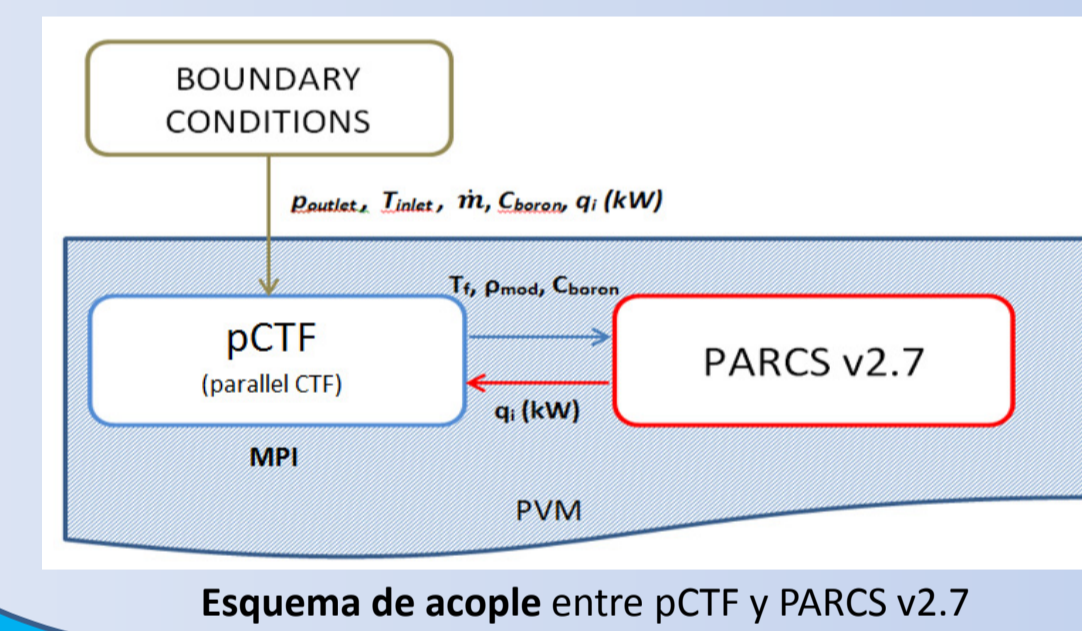 BOUNDARY
CONDITIONS
Poutlet, Tinlet, ṁ, Cboron, qi (kW)
Tf, ρmod, Cboron
pCTF
(parallel CTF)
PARCS v2.7
qi (kW)
MPI
PVM
Esquema de acople entre pCTF y PARCS v2.7